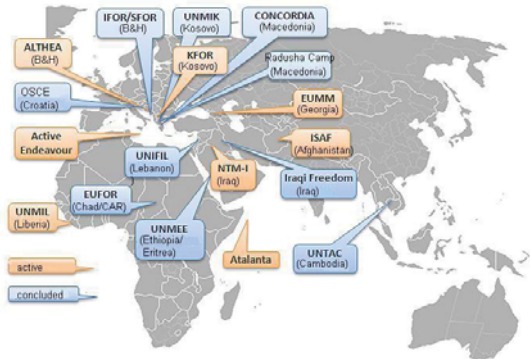 IFOR/SFOR
(B&H)
UNMIK
(Kosovo)
CONCORDIA
(Macedonia)
ALTHEA
(B&H)
KFOR
(Kosovo)
Radusha Camp
(Macedonia)
OSCE
(Croatia)
EUMM
(Georgia)
Active
Endeavour
ISAF
(Afghanistan)
UNIFIL
(Lebanon)
NTM-I
(Iraq)
Iraqi Freedom
(Iraq)
EUFOR
(Chad/CAR)
UNMIL
(Liberia)
UNMEE
(Ethiopia/
Eritrea)
Atalanta
UNTAC
(Cambodia)
active
concluded